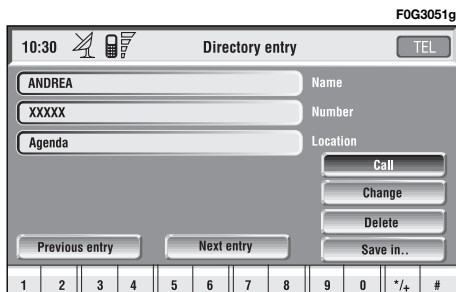 F0G3051g
10:30 Directory entry TEL
ANDREA Name
XXXXX Number
Agenda Location
Call
Change
Delete
Previous entry Next entry Save in..
1 2 3 4 5 6 7 8 9 0 */+ #